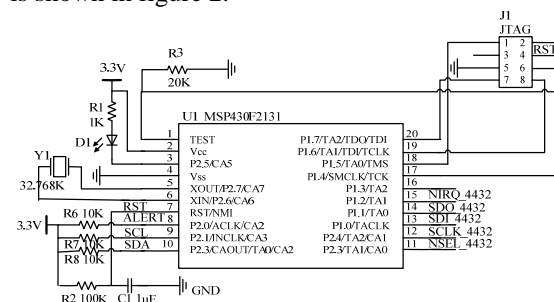 is shown in figure 2.
J1
JTAG
1 2
3 4
5 6
7 8
RST
R3
20K
3.3V
R1
1K
D1
U1 MSP430F2131
1 TEST
2 Vcc
3 P2.5/CA5
4 Vss
5 XOUT/P2.7/CA7
6 XIN/P2.6/CA6
7 RST/NMI
8 P2.0/ACLK/CA2
9 P2.1/INCLK/CA3
10 P2.3/CAOUT/TA0/CA2
P1.7/TA2/TDO/TDI 20
P1.6/TA1/TDI/TCLK 19
P1.5/TA0/TMS 18
P1.4/SMCLK/TCK 17
P1.3/TA2 16
P1.2/TA1 15 NIRQ_4432
P1.1/TA0 14 SDO_4432
P1.0/TACLK 13 SDI_4432
P2.4/TA2/CA1 12 SCLK_4432
P2.3/TA1/CA0 11 NSEL_4432
Y1
32.768K
RST
3.3V
R6 10K ALERT
SCL
R7 10K
SDA
R8 10K
R2 100K C1 1uF
GND